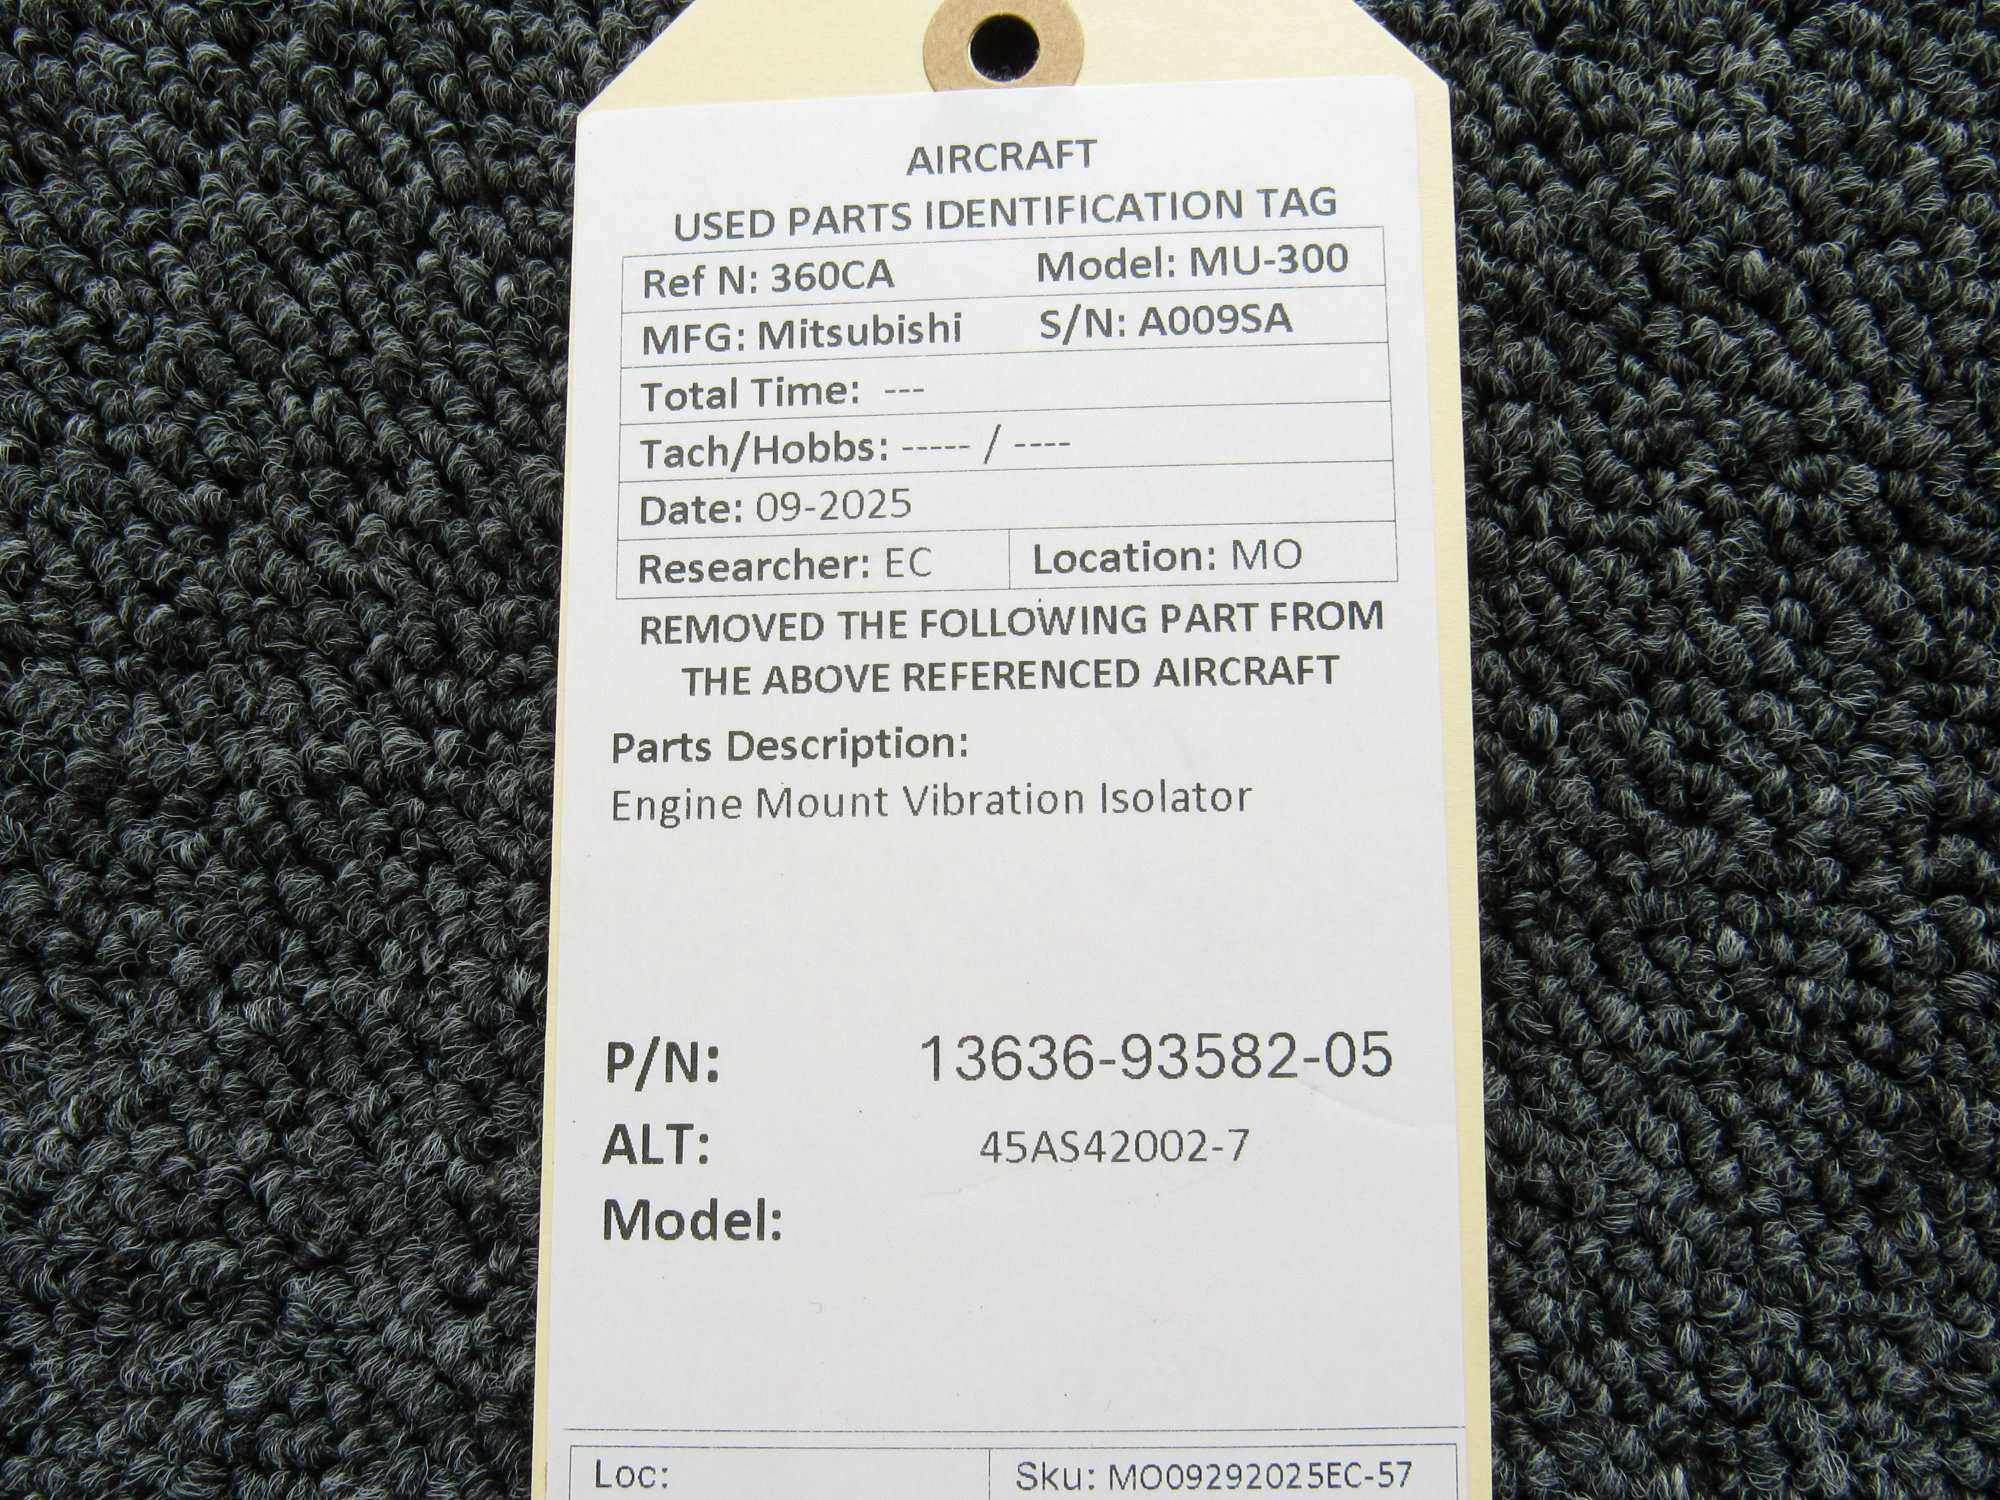 AIRCRAFT
USED PARTS IDENTIFICATION TAG
Ref N: 360CA Model: MU-300
MFG: Mitsubishi S/N: A009SA
Total Time: ---
Tach/Hobbs: ----- / ----
Date: 09-2025
Researcher: EC Location: MO
REMOVED THE FOLLOWING PART FROM
THE ABOVE REFERENCED AIRCRAFT
Parts Description:
Engine Mount Vibration Isolator
P/N: 13636-93582-05
ALT: 45AS42002-7
Model:
Loc: Sku: MO09292025EC-57